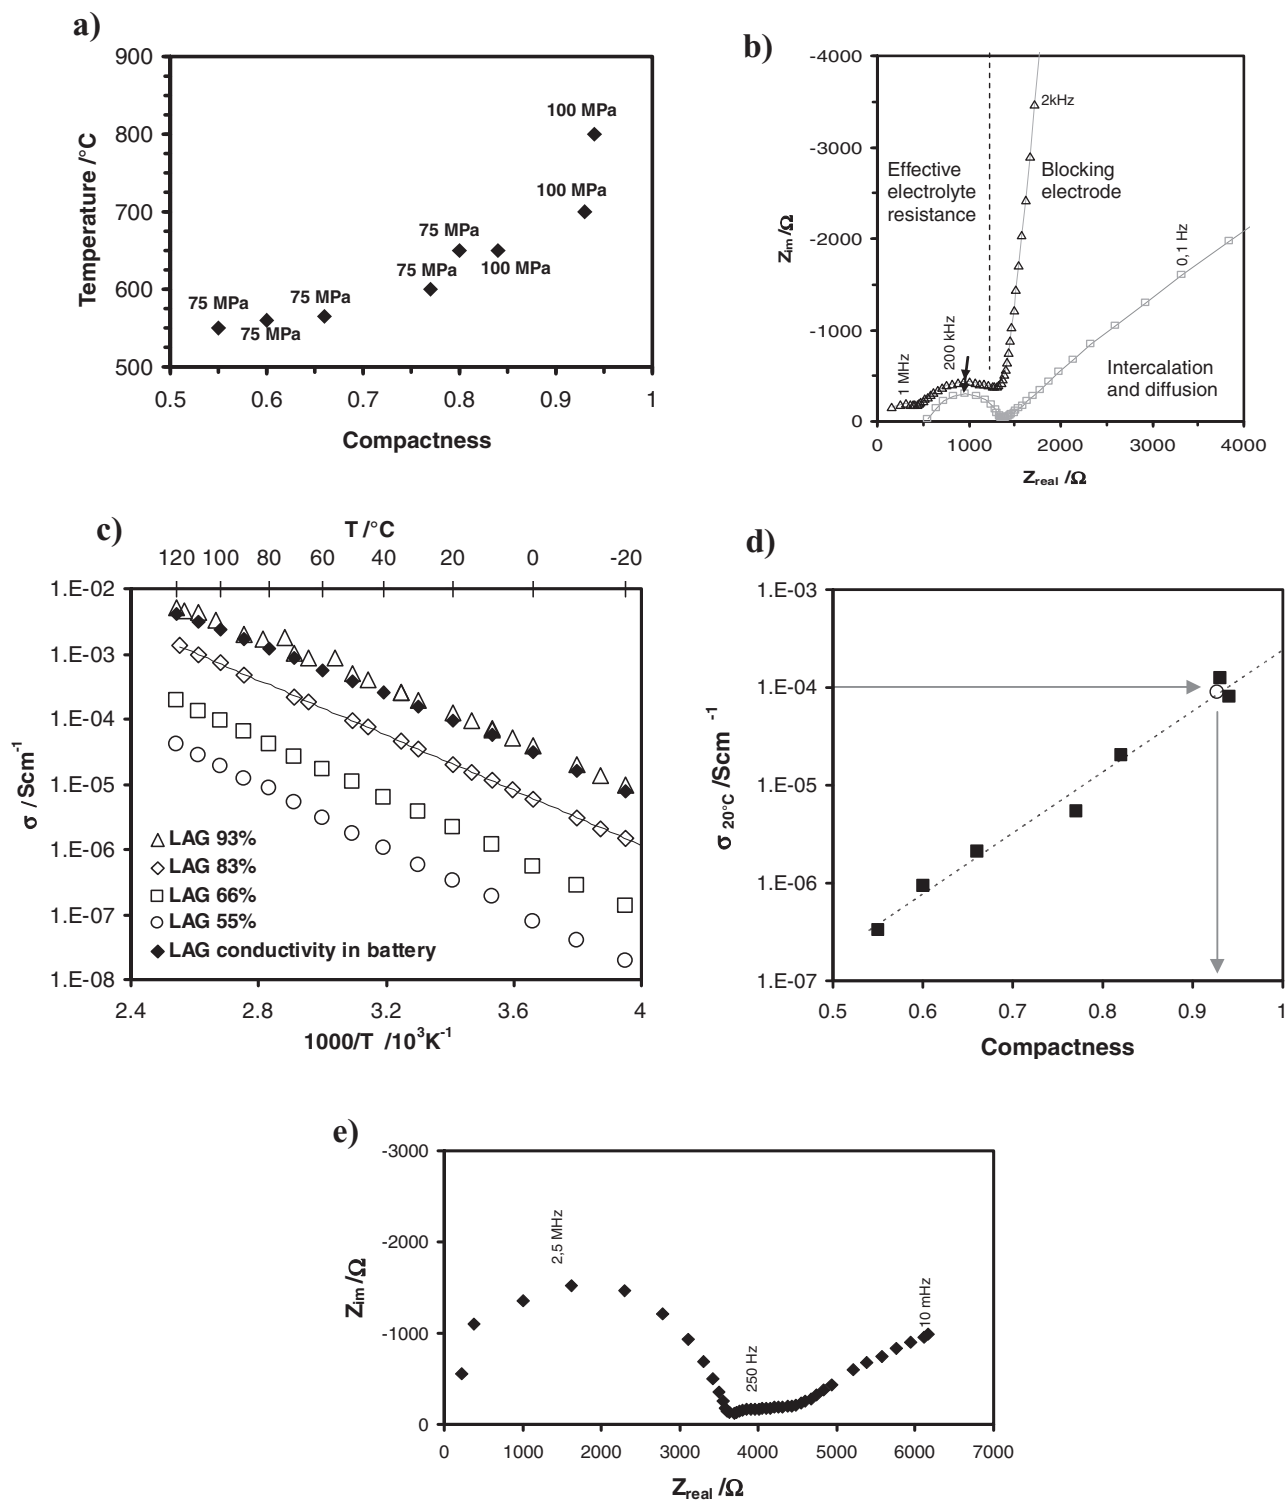 a)
900
800
700
600
500
Temperature /°C
100 MPa
100 MPa
75 MPa
100 MPa
75 MPa
75 MPa
75 MPa
75 MPa
0.5
0.6
0.7
0.8
0.9
1
Compactness
b)
-4000
-3000
-2000
-1000
0
Zim /Ω
2kHz
Effective
electrolyte
resistance
Blocking
electrode
1 MHz
200 kHz
0,1 Hz
Intercalation
and diffusion
0
1000
2000
3000
4000
Zreal /Ω
c)
T /°C
120
100
80
60
40
20
0
-20
1.E-02
1.E-03
1.E-04
1.E-05
1.E-06
1.E-07
1.E-08
σ / Scm-1
LAG 93%
LAG 83%
LAG 66%
LAG 55%
LAG conductivity in battery
2.4
2.8
3.2
3.6
4
1000/T /10³K-1
d)
1.E-03
1.E-04
1.E-05
1.E-06
1.E-07
σ 20°C /Scm -1
0.5
0.6
0.7
0.8
0.9
1
Compactness
e)
-3000
-2000
-1000
0
Zim /Ω
2,5 MHz
250 Hz
10 mHz
0
1000
2000
3000
4000
5000
6000
7000
Zreal /Ω